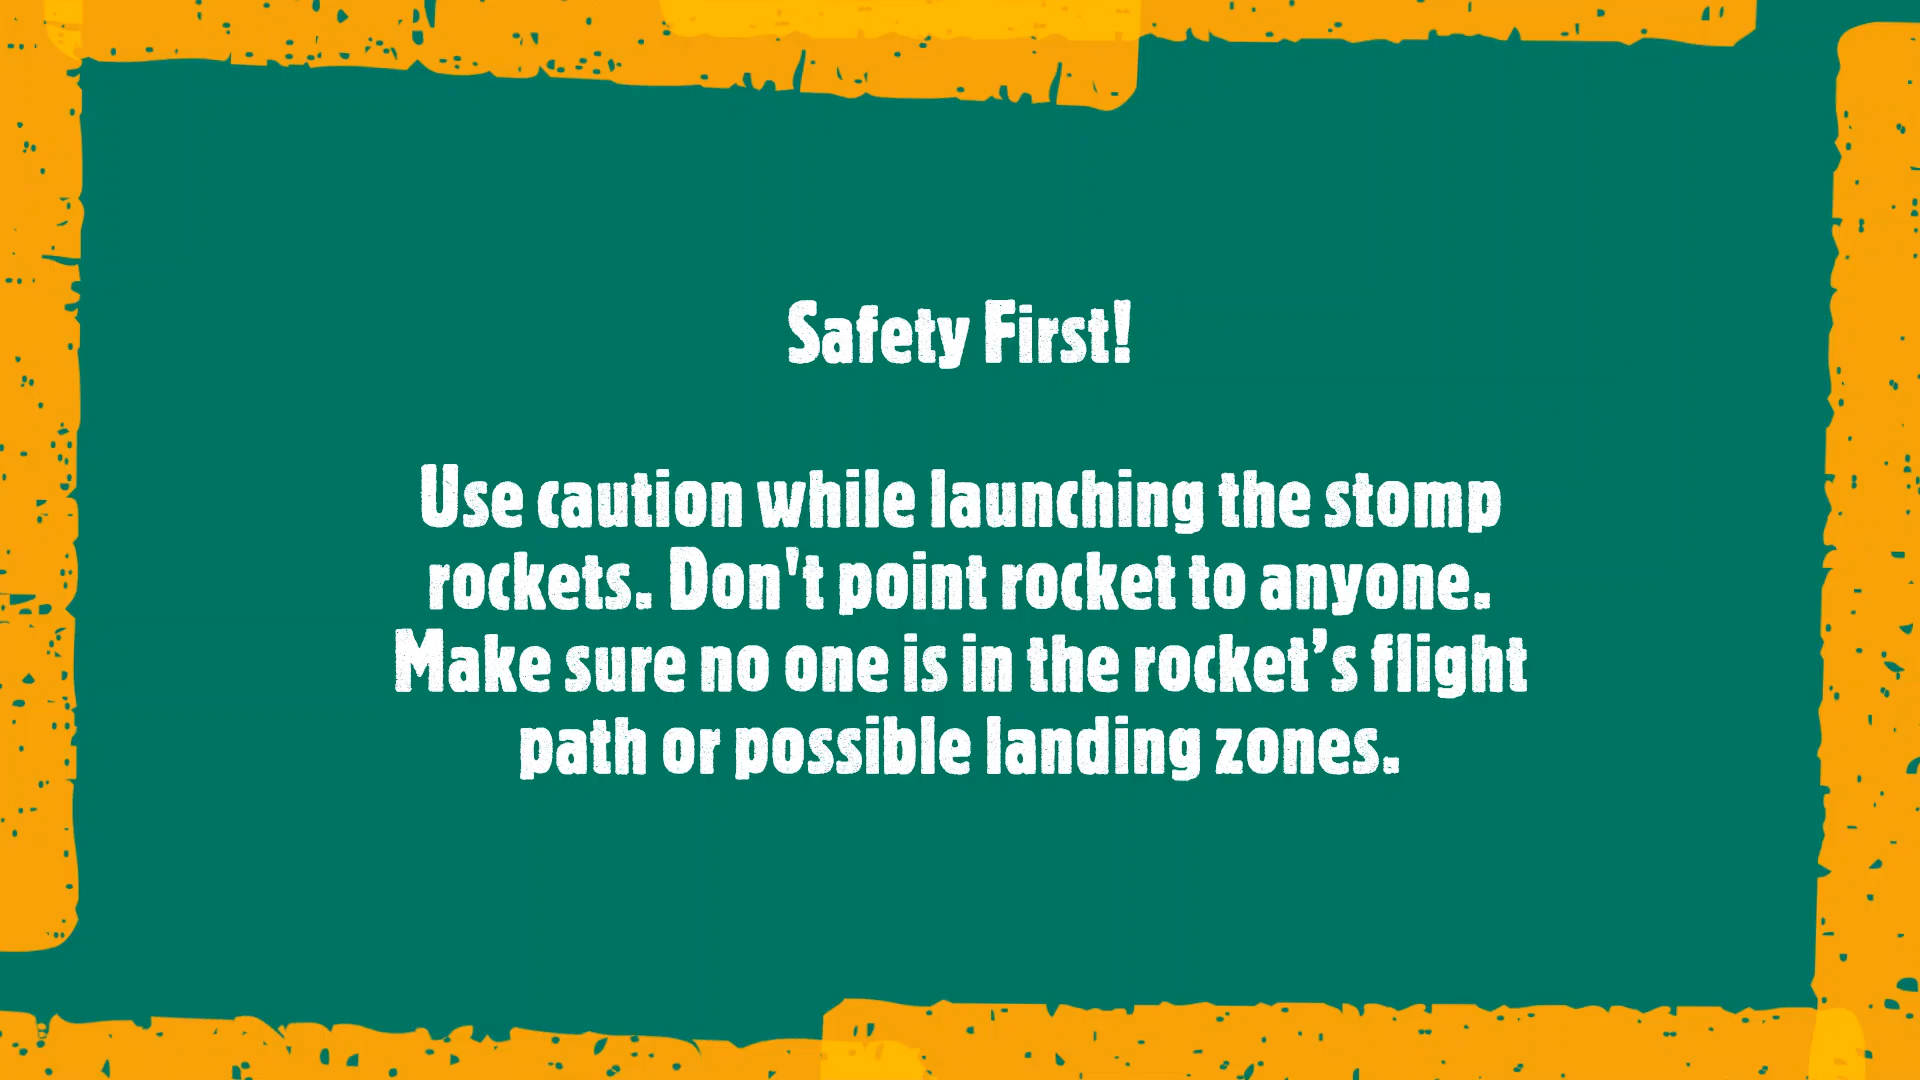 Safety First!
Use caution while launching the stomp
rockets. Don't point rocket to anyone.
Make sure no one is in the rocket’s flight
path or possible landing zones.